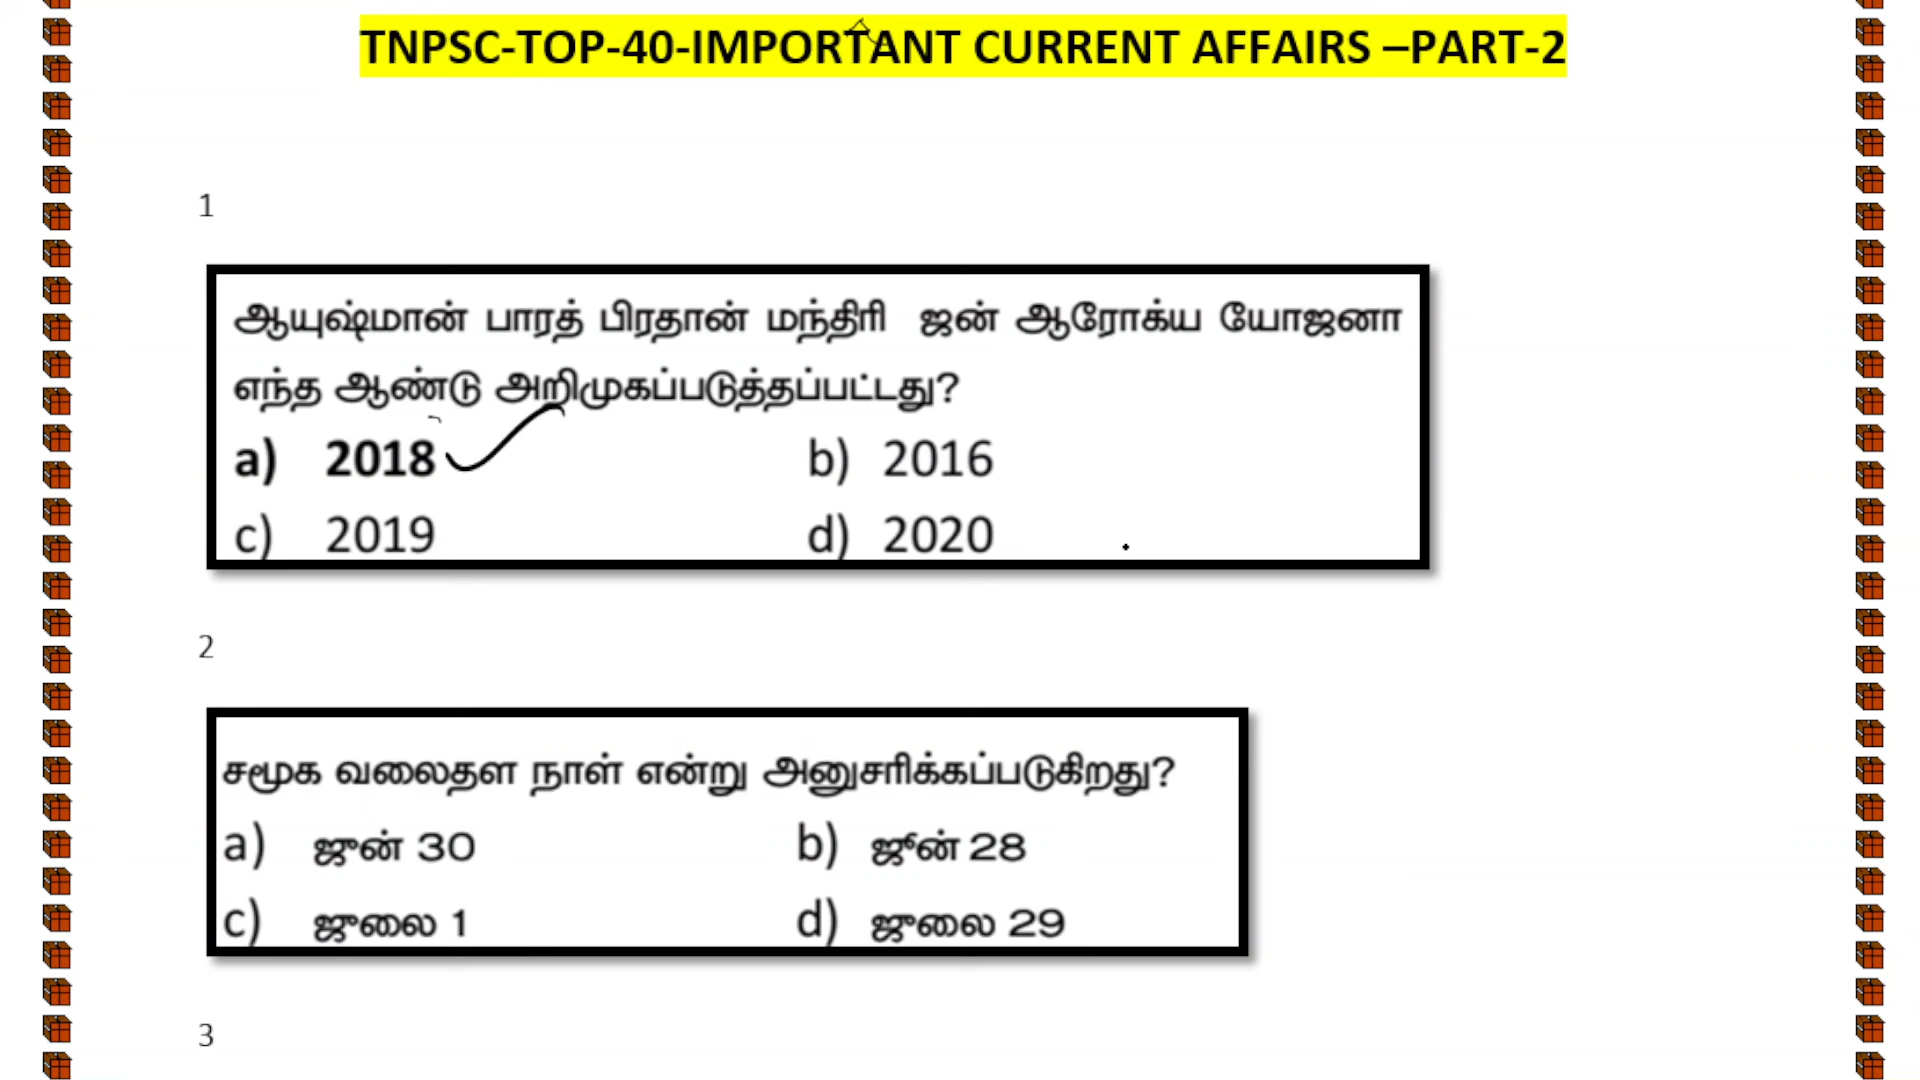 TNPSC-TOP-40-IMPORTANT CURRENT AFFAIRS –PART-2
1
ஆயுஷ்மான் பாரத் பிரதான் மந்திரி ஜன் ஆரோக்ய யோஜனா
எந்த ஆண்டு அறிமுகப்படுத்தப்பட்டது?
a) 2018 b) 2016
c) 2019 d) 2020
2
சமூக வலைதள நாள் என்று அனுசரிக்கப்படுகிறது?
a) ஜுன் 30 b) ஜூன் 28
c) ஜுலை 1 d) ஜுலை 29
3